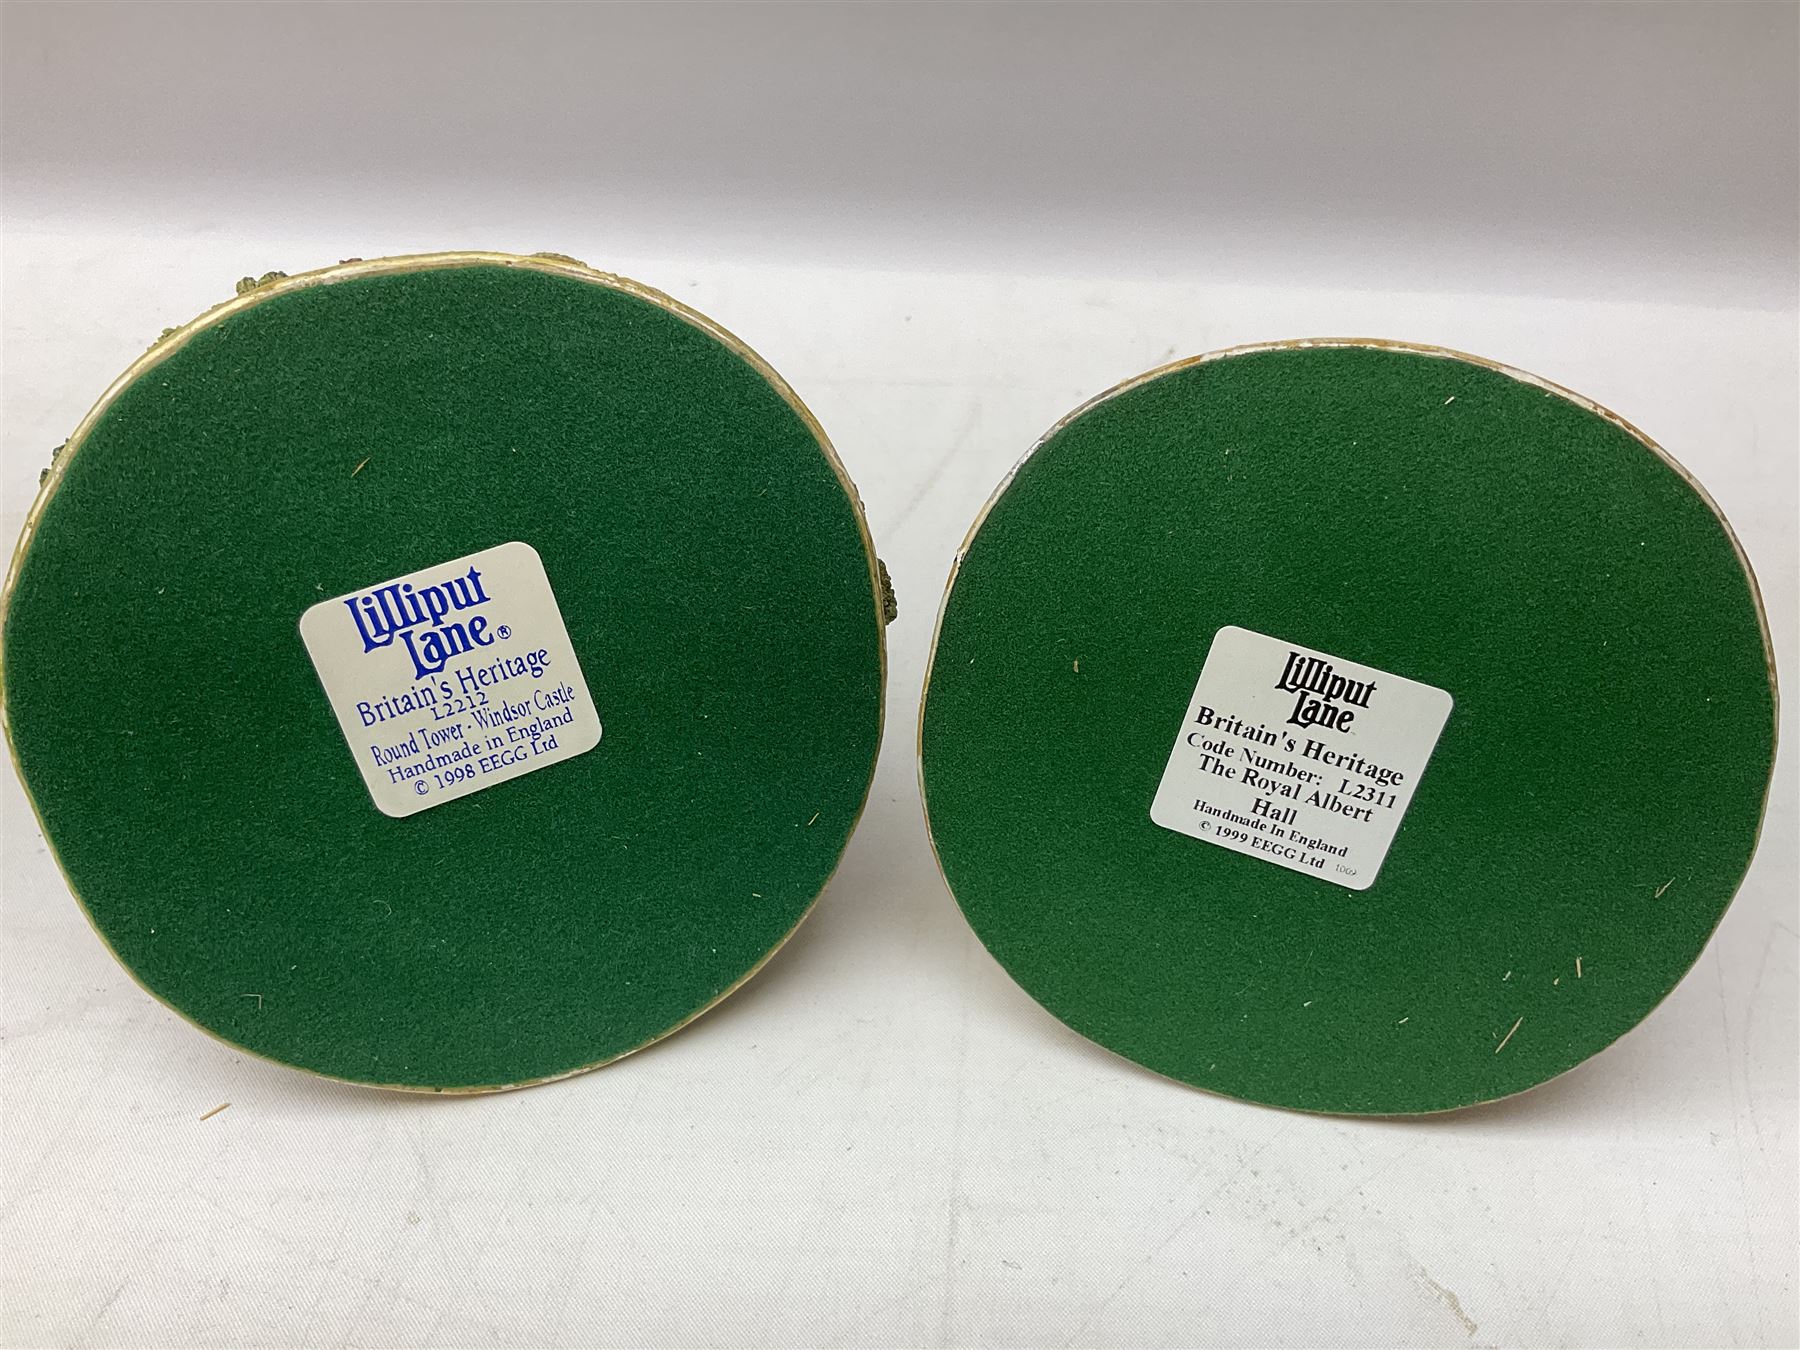 Lilliput
Lane®
Britain's Heritage
L2212
Round Tower - Windsor Castle
Handmade in England
© 1998 EEGG Ltd
Lilliput
Lane
Britain's Heritage
Code Number: L2311
The Royal Albert
Hall
Handmade In England
© 1999 EEGG Ltd 1009